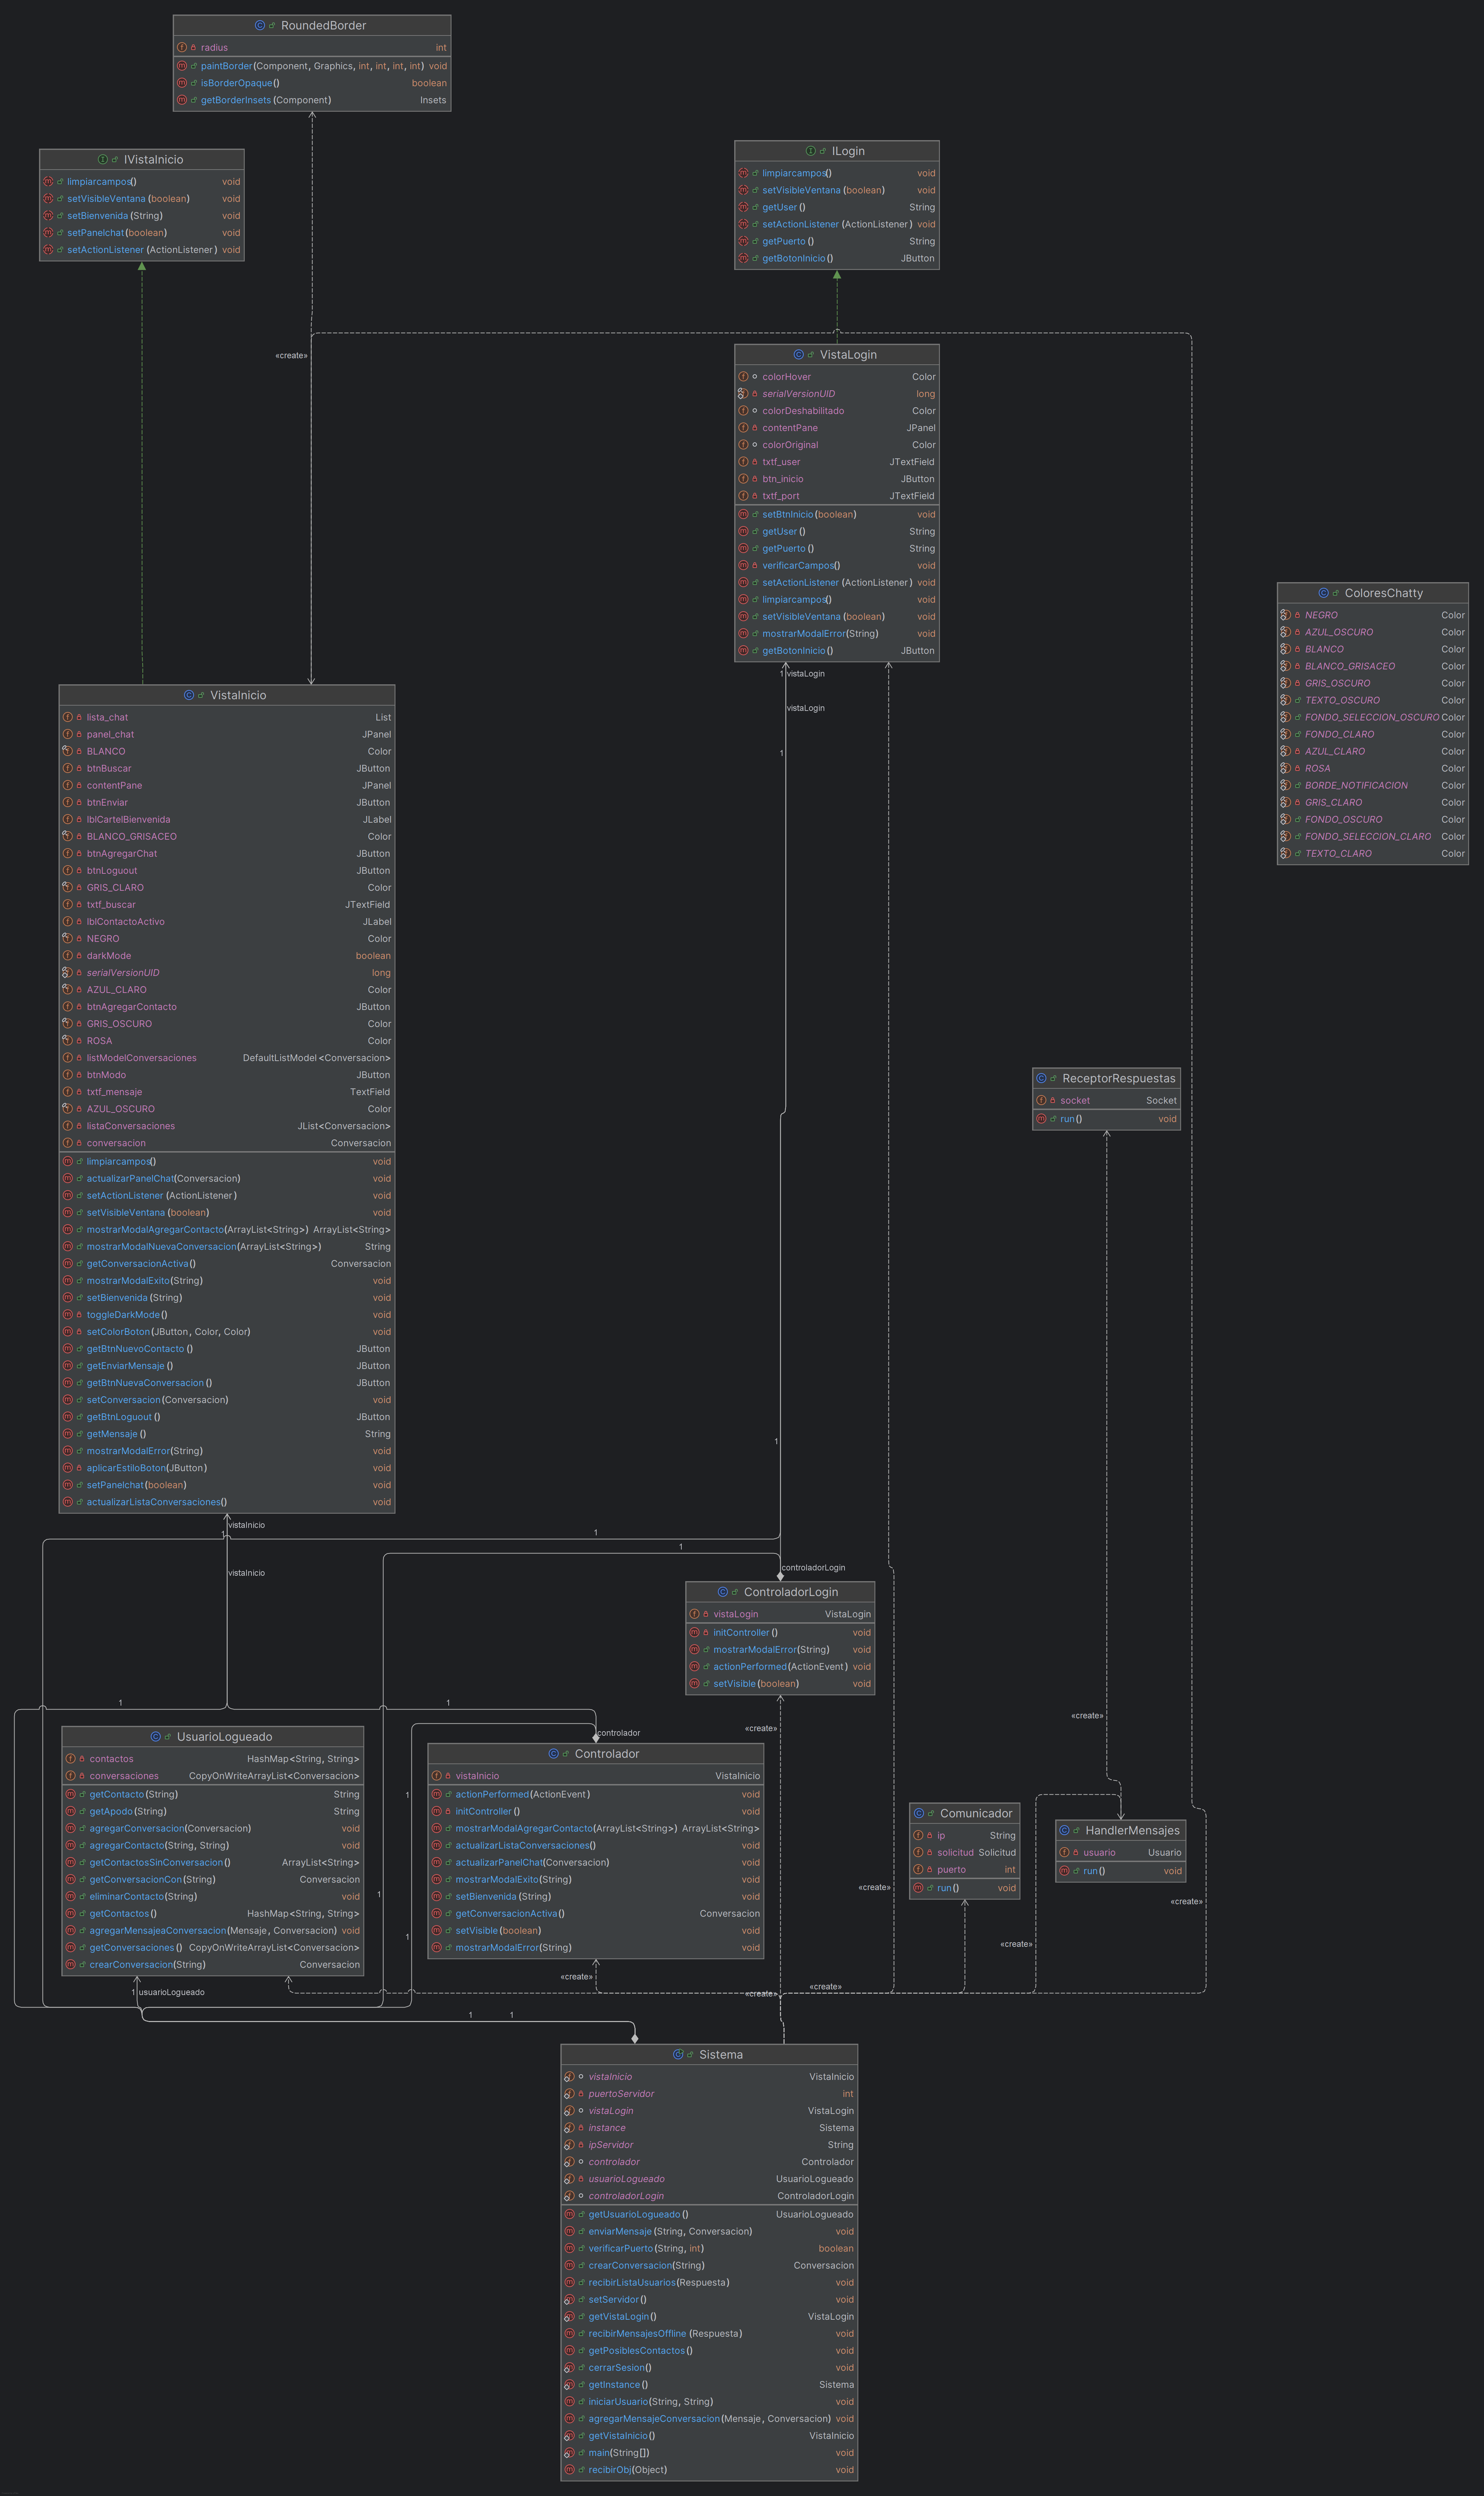 RoundedBorder
radius int
paintBorder(Component, Graphics, int, int, int, int) void
isBorderOpaque() boolean
getBorderInsets(Component) Insets
IVistaInicio
limpiarcampos() void
setVisibleVentana(boolean) void
setBienvenida(String) void
setPanelchat(boolean) void
setActionListener(ActionListener) void
ILogin
limpiarcampos() void
setVisibleVentana(boolean) void
getUser() String
setActionListener(ActionListener) void
getPuerto() String
getBotonInicio() JButton
«create»
VistaLogin
colorHover Color
serialVersionUID long
colorDeshabilitado Color
contentPane JPanel
colorOriginal Color
txtf_user JTextField
btn_inicio JButton
txtf_port JTextField
setBtnInicio(boolean) void
getUser() String
getPuerto() String
verificarCampos() void
setActionListener(ActionListener) void
limpiarcampos() void
setVisibleVentana(boolean) void
mostrarModalError(String) void
getBotonInicio() JButton
1 vistaLogin
vistaLogin
1
1
ColoresChatty
NEGRO Color
AZUL_OSCURO Color
BLANCO Color
BLANCO_GRISACEO Color
GRIS_OSCURO Color
TEXTO_OSCURO Color
FONDO_SELECCION_OSCURO Color
FONDO_CLARO Color
AZUL_CLARO Color
ROSA Color
BORDE_NOTIFICACION Color
GRIS_CLARO Color
FONDO_OSCURO Color
FONDO_SELECCION_CLARO Color
TEXTO_CLARO Color
VistaInicio
lista_chat List
panel_chat JPanel
BLANCO Color
btnBuscar JButton
contentPane JPanel
btnEnviar JButton
lblCartelBienvenida JLabel
BLANCO_GRISACEO Color
btnAgregarChat JButton
btnLoguout JButton
GRIS_CLARO Color
txtf_buscar JTextField
lblContactoActivo JLabel
NEGRO Color
darkMode boolean
serialVersionUID long
AZUL_CLARO Color
btnAgregarContacto JButton
GRIS_OSCURO Color
ROSA Color
listModelConversaciones DefaultListModel<Conversacion>
btnModo JButton
txtf_mensaje TextField
AZUL_OSCURO Color
listaConversaciones JList<Conversacion>
conversacion Conversacion
limpiarcampos() void
actualizarPanelChat(Conversacion) void
setActionListener(ActionListener) void
setVisibleVentana(boolean) void
mostrarModalAgregarContacto(ArrayList<String>) ArrayList<String>
mostrarModalNuevaConversacion(ArrayList<String>) String
getConversacionActiva() Conversacion
mostrarModalExito(String) void
setBienvenida(String) void
toggleDarkMode() void
setColorBoton(JButton, Color, Color) void
getBtnNuevoContacto() JButton
getEnviarMensaje() JButton
getBtnNuevaConversacion() JButton
setConversacion(Conversacion) void
getBtnLoguout() JButton
getMensaje() String
mostrarModalError(String) void
aplicarEstiloBoton(JButton) void
setPanelchat(boolean) void
actualizarListaConversaciones() void
vistaInicio
1
vistaInicio
1
1
ReceptorRespuestas
socket Socket
run() void
controladorLogin
ControladorLogin
vistaLogin VistaLogin
initController() void
mostrarModalError(String) void
actionPerformed(ActionEvent) void
setVisible(boolean) void
1
1
controlador
«create»
«create»
UsuarioLogueado
contactos HashMap<String, String>
conversaciones CopyOnWriteArrayList<Conversacion>
getContacto(String) String
getApodo(String) String
agregarConversacion(Conversacion) void
agregarContacto(String, String) void
getContactosSinConversacion() ArrayList<String>
getConversacionCon(String) Conversacion
eliminarContacto(String) void
getContactos() HashMap<String, String>
agregarMensajeaConversacion(Mensaje, Conversacion) void
getConversaciones() CopyOnWriteArrayList<Conversacion>
crearConversacion(String) Conversacion
1
1
1
Controlador
vistaInicio VistaInicio
actionPerformed(ActionEvent) void
initController() void
mostrarModalAgregarContacto(ArrayList<String>) ArrayList<String>
actualizarListaConversaciones() void
actualizarPanelChat(Conversacion) void
mostrarModalExito(String) void
setBienvenida(String) void
getConversacionActiva() Conversacion
setVisible(boolean) void
mostrarModalError(String) void
Comunicador
ip String
solicitud Solicitud
puerto int
run() void
HandlerMensajes
usuario Usuario
run() void
«create»
«create»
«create»
«create»
«create»
«create»
1 usuarioLogueado
1 1
Sistema
vistaInicio VistaInicio
puertoServidor int
vistaLogin VistaLogin
instance Sistema
ipServidor String
controlador Controlador
usuarioLogueado UsuarioLogueado
controladorLogin ControladorLogin
getUsuarioLogueado() UsuarioLogueado
enviarMensaje(String, Conversacion) void
verificarPuerto(String, int) boolean
crearConversacion(String) Conversacion
recibirListaUsuarios(Respuesta) void
setServidor() void
getVistaLogin() VistaLogin
recibirMensajesOffline(Respuesta) void
getPosiblesContactos() void
cerrarSesion() void
getInstance() Sistema
iniciarUsuario(String, String) void
agregarMensajeConversacion(Mensaje, Conversacion) void
getVistaInicio() VistaInicio
main(String[]) void
recibirObj(Object) void